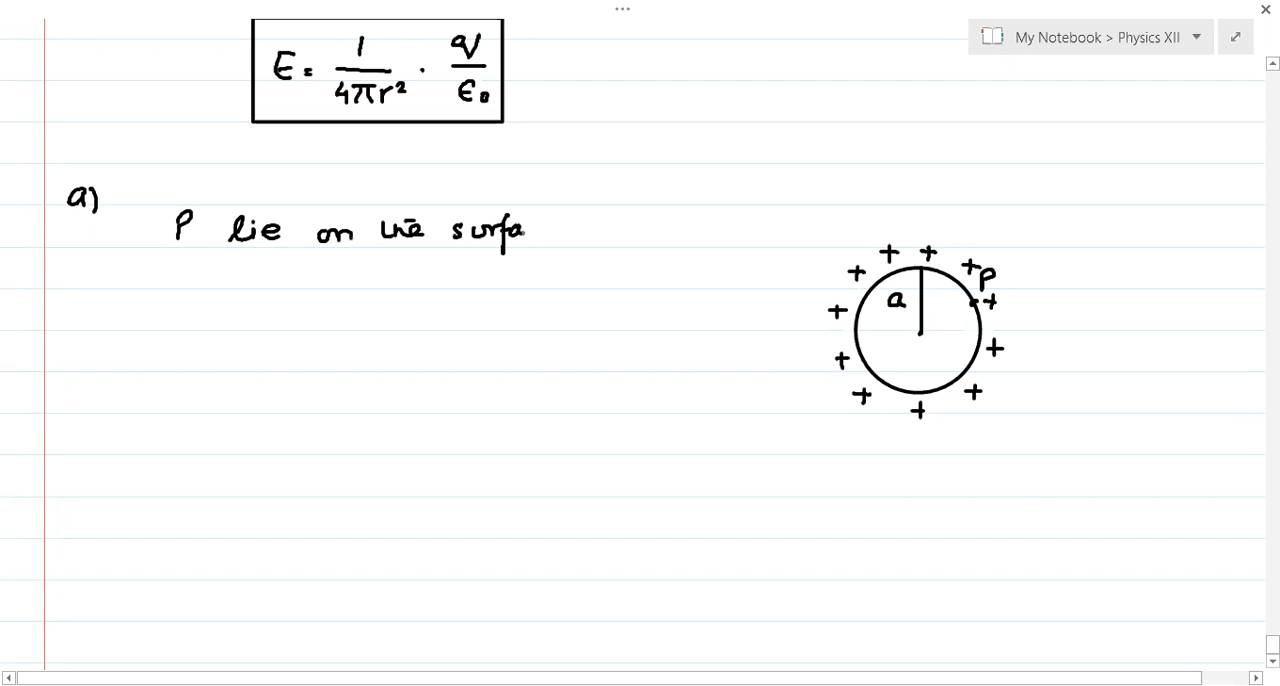 My Notebook > Physics XII
E = 1/4πr² · q/ε₀
a)
P lie on the surfa
P
a